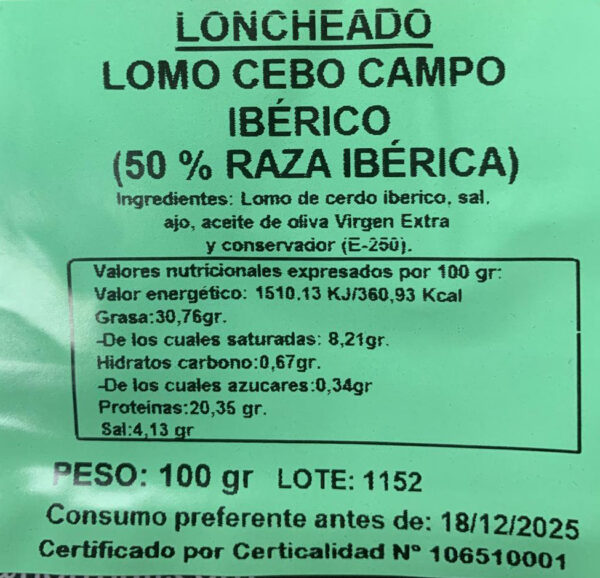 LONCHEADO
LOMO CEBO CAMPO
IBÉRICO
(50 % RAZA IBÉRICA)
Ingredientes: Lomo de cerdo iberico, sal,
ajo, aceite de oliva Virgen Extra
y conservador (E-250).
Valores nutricionales expresados por 100 gr:
Valor energético: 1510,13 KJ/360,93 Kcal
Grasa:30,76gr.
-De los cuales saturadas: 8,21gr.
Hidratos carbono:0,67gr.
-De los cuales azucares:0,34gr
Proteinas:20,35 gr.
Sal:4,13 gr
PESO: 100 gr LOTE: 1152
Consumo preferente antes de: 18/12/2025
Certificado por Certicalidad Nº 106510001